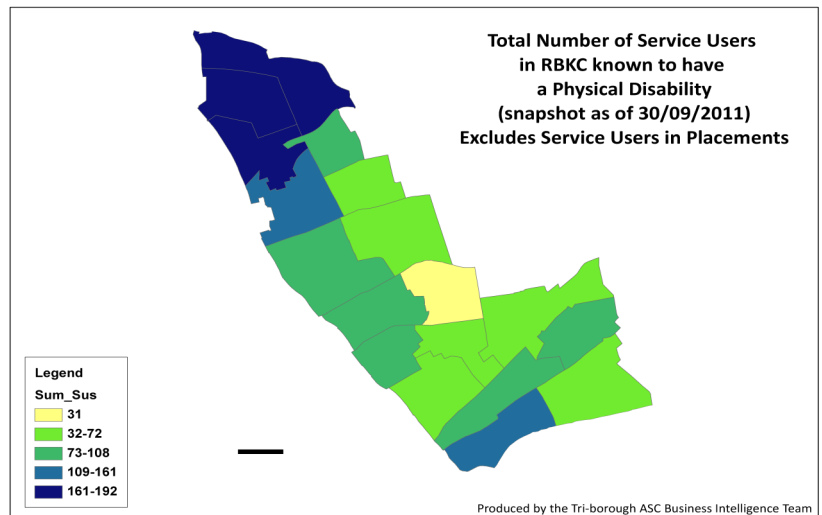 Total Number of Service Users
in RBKC known to have
a Physical Disability
(snapshot as of 30/09/2011)
Excludes Service Users in Placements
Legend
Sum_Sus
31
32-72
73-108
109-161
161-192
Produced by the Tri-borough ASC Business Intelligence Team